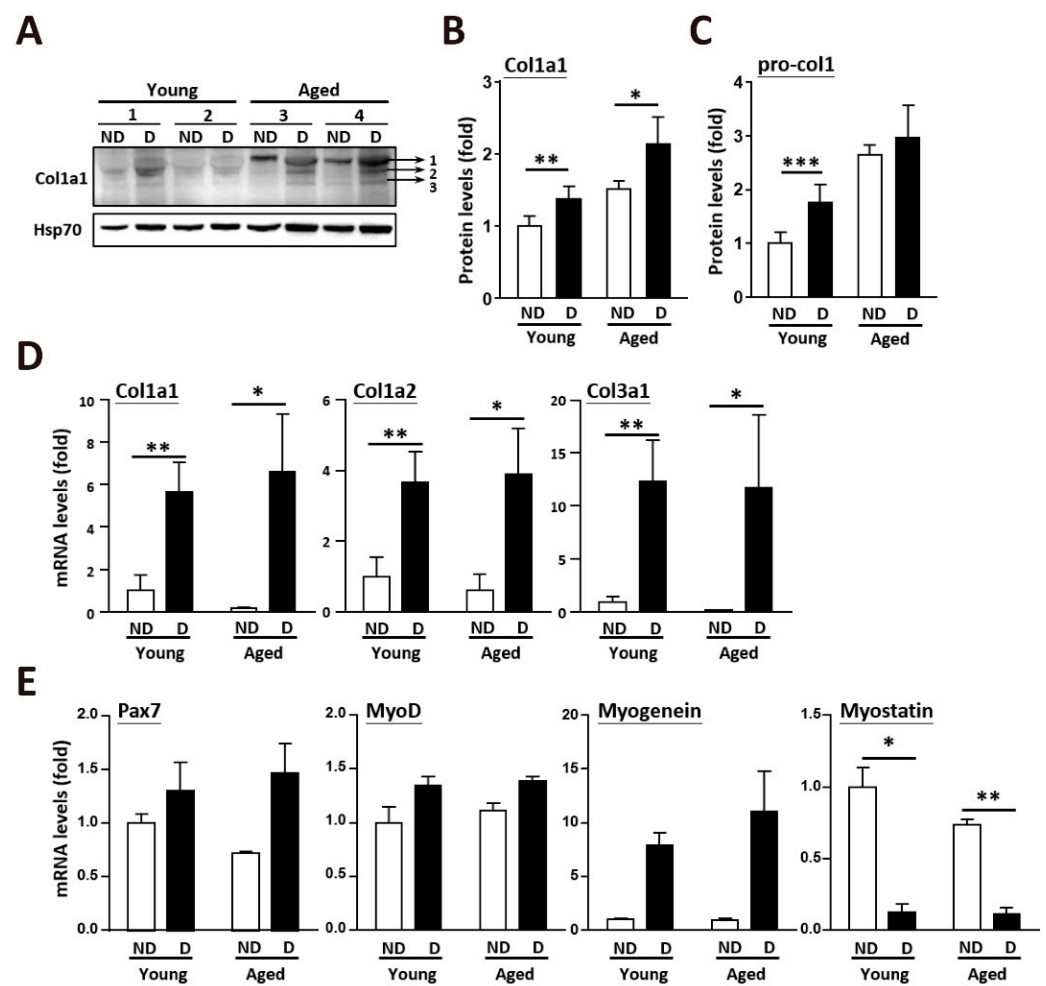 A
Young Aged
1 2 3 4
ND D ND D ND D ND D
Col1a1
1
2
3
Hsp70
B
Col1a1
Protein levels (fold)
3
2
1
0
**
*
ND D ND D
Young Aged
C
pro-col1
Protein levels (fold)
4
3
2
1
0
***
ND D ND D
Young Aged
D
mRNA levels (fold)
Col1a1
10
8
6
4
2
0
**
*
ND D ND D
Young Aged
Col1a2
6
4
2
0
**
*
ND D ND D
Young Aged
Col3a1
20
15
10
5
0
**
*
ND D ND D
Young Aged
E
mRNA levels (fold)
Pax7
2.0
1.5
1.0
0.5
0.0
ND D ND D
Young Aged
MyoD
2.0
1.5
1.0
0.5
0.0
ND D ND D
Young Aged
Myogenein
20
15
10
5
0
ND D ND D
Young Aged
Myostatin
1.5
1.0
0.5
0.0
*
**
ND D ND D
Young Aged